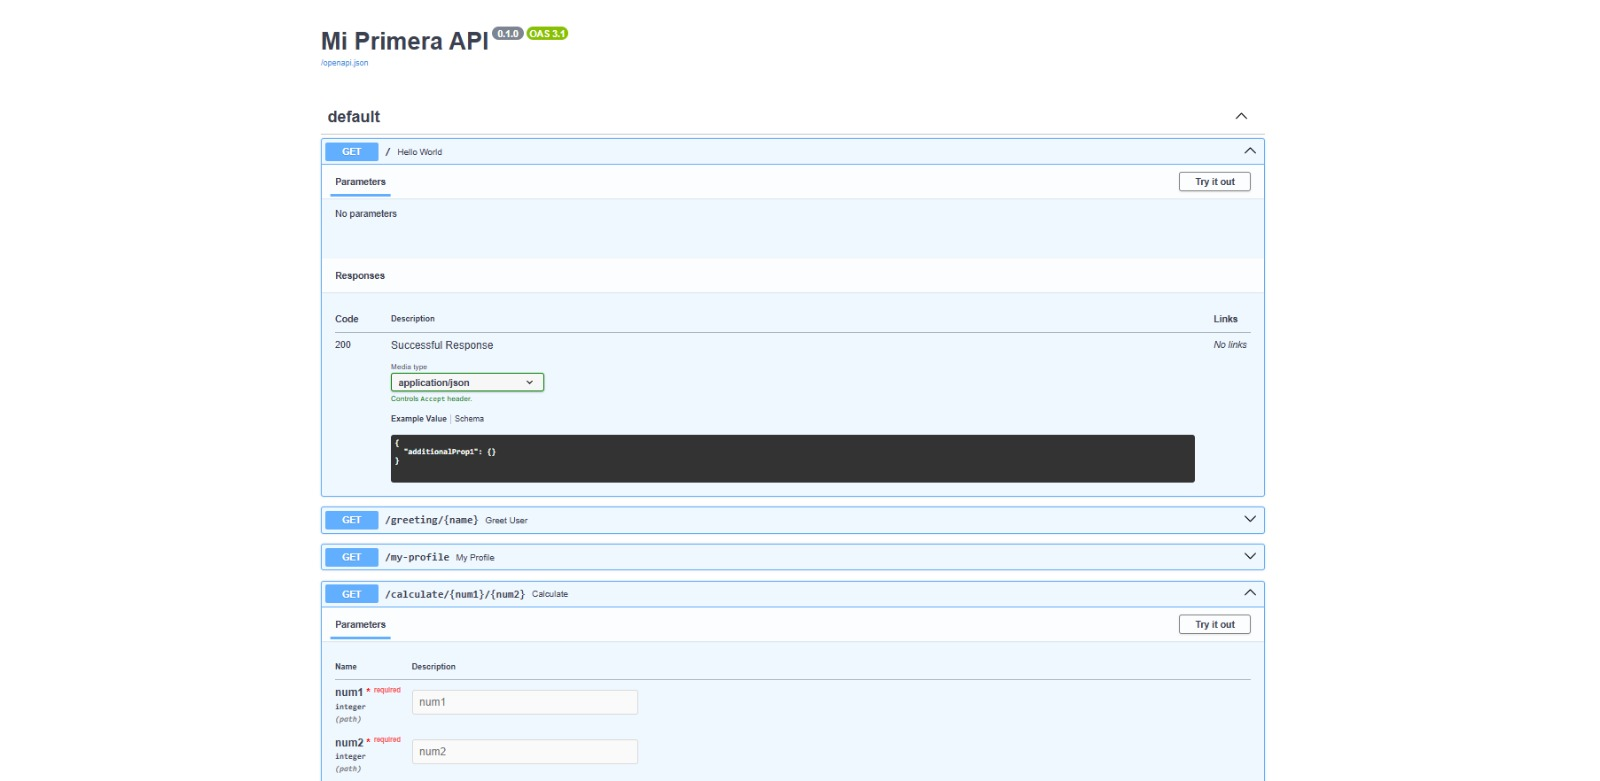 Mi Primera API 0.1.0 OAS 3.1
/openapi.json
default
GET / Hello World
Parameters
Try it out
No parameters
Responses
Code Description Links
200 Successful Response No links
Media type
application/json
Controls Accept header.
Example Value | Schema
{
"additionalProp1": {}
}
GET /greeting/{name} Greet User
GET /my-profile My Profile
GET /calculate/{num1}/{num2} Calculate
Parameters
Try it out
Name Description
num1 * required
integer
(path)
num1
num2 * required
integer
(path)
num2